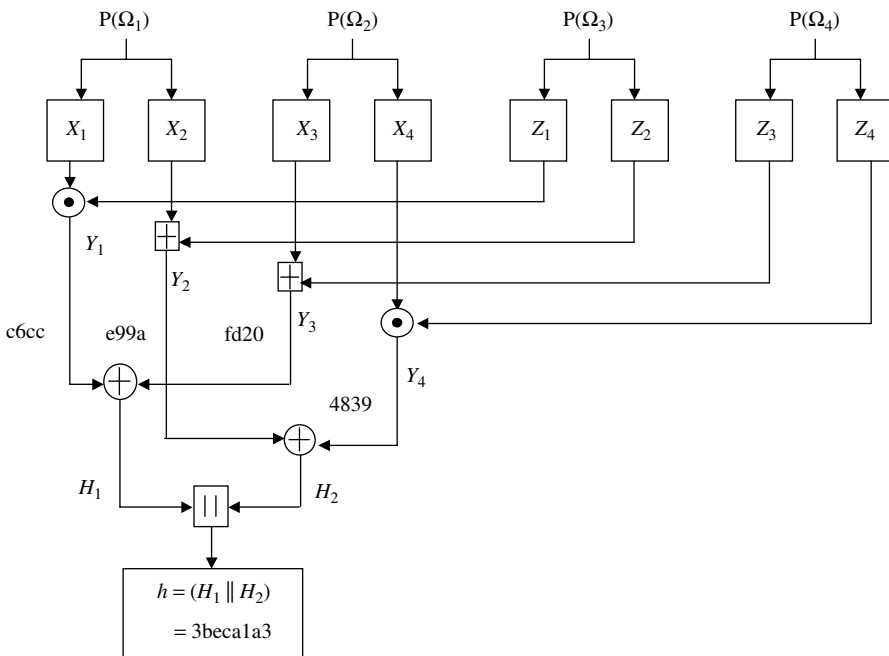 P(Ω₁) P(Ω₂) P(Ω₃) P(Ω₄)
X₁ X₂ X₃ X₄ Z₁ Z₂ Z₃ Z₄
Y₁
Y₂
Y₃
c6cc e99a fd20
Y₄
4839
H₁ H₂
||
h = (H₁ || H₂)
= 3beca1a3